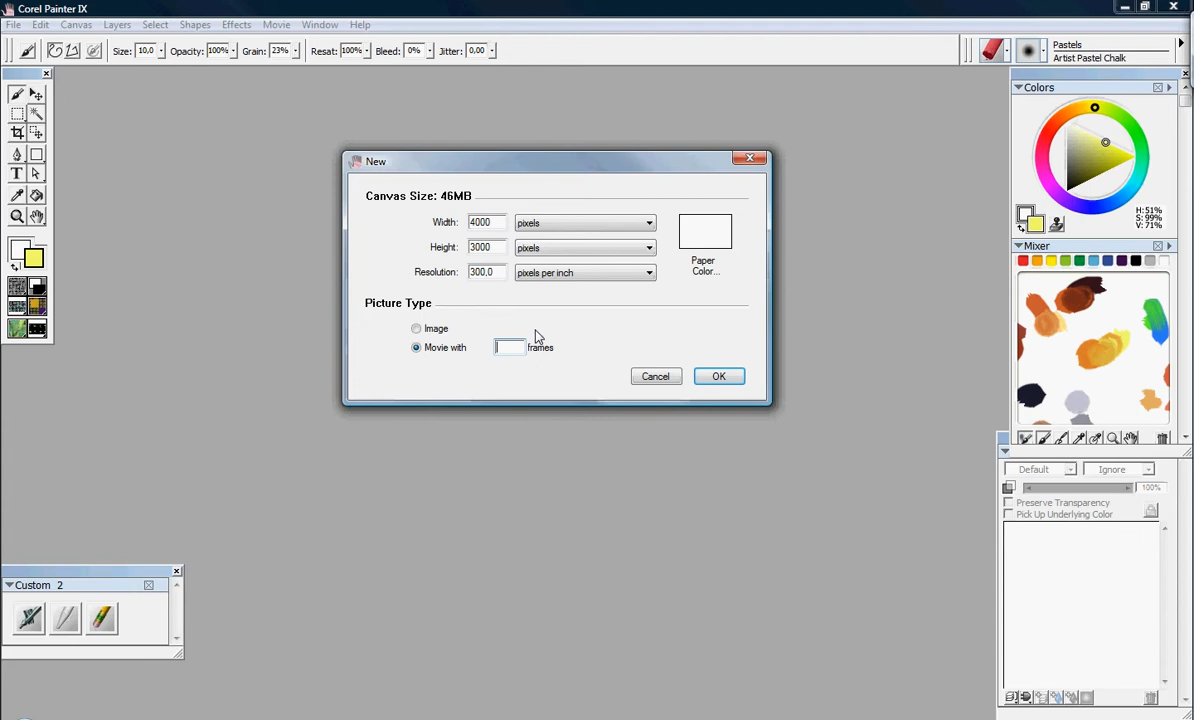 Corel Painter IX
File Edit Canvas Layers Select Shapes Effects Movie Window Help
Size: 10,0 Opacity: 100% Grain: 23% Resat: 100% Bleed: 0% Jitter: 0,00
Pastels
Artist Pastel Chalk
Colors
H: 51%
S: 99%
V: 71%
Mixer
New
Canvas Size: 46MB
Width: 4000 pixels
Height: 3000 pixels
Resolution: 300,0 pixels per inch
Paper
Color...
Picture Type
Image
Movie with frames
Cancel OK
Default Ignore
100%
Preserve Transparency
Pick Up Underlying Color
Custom 2